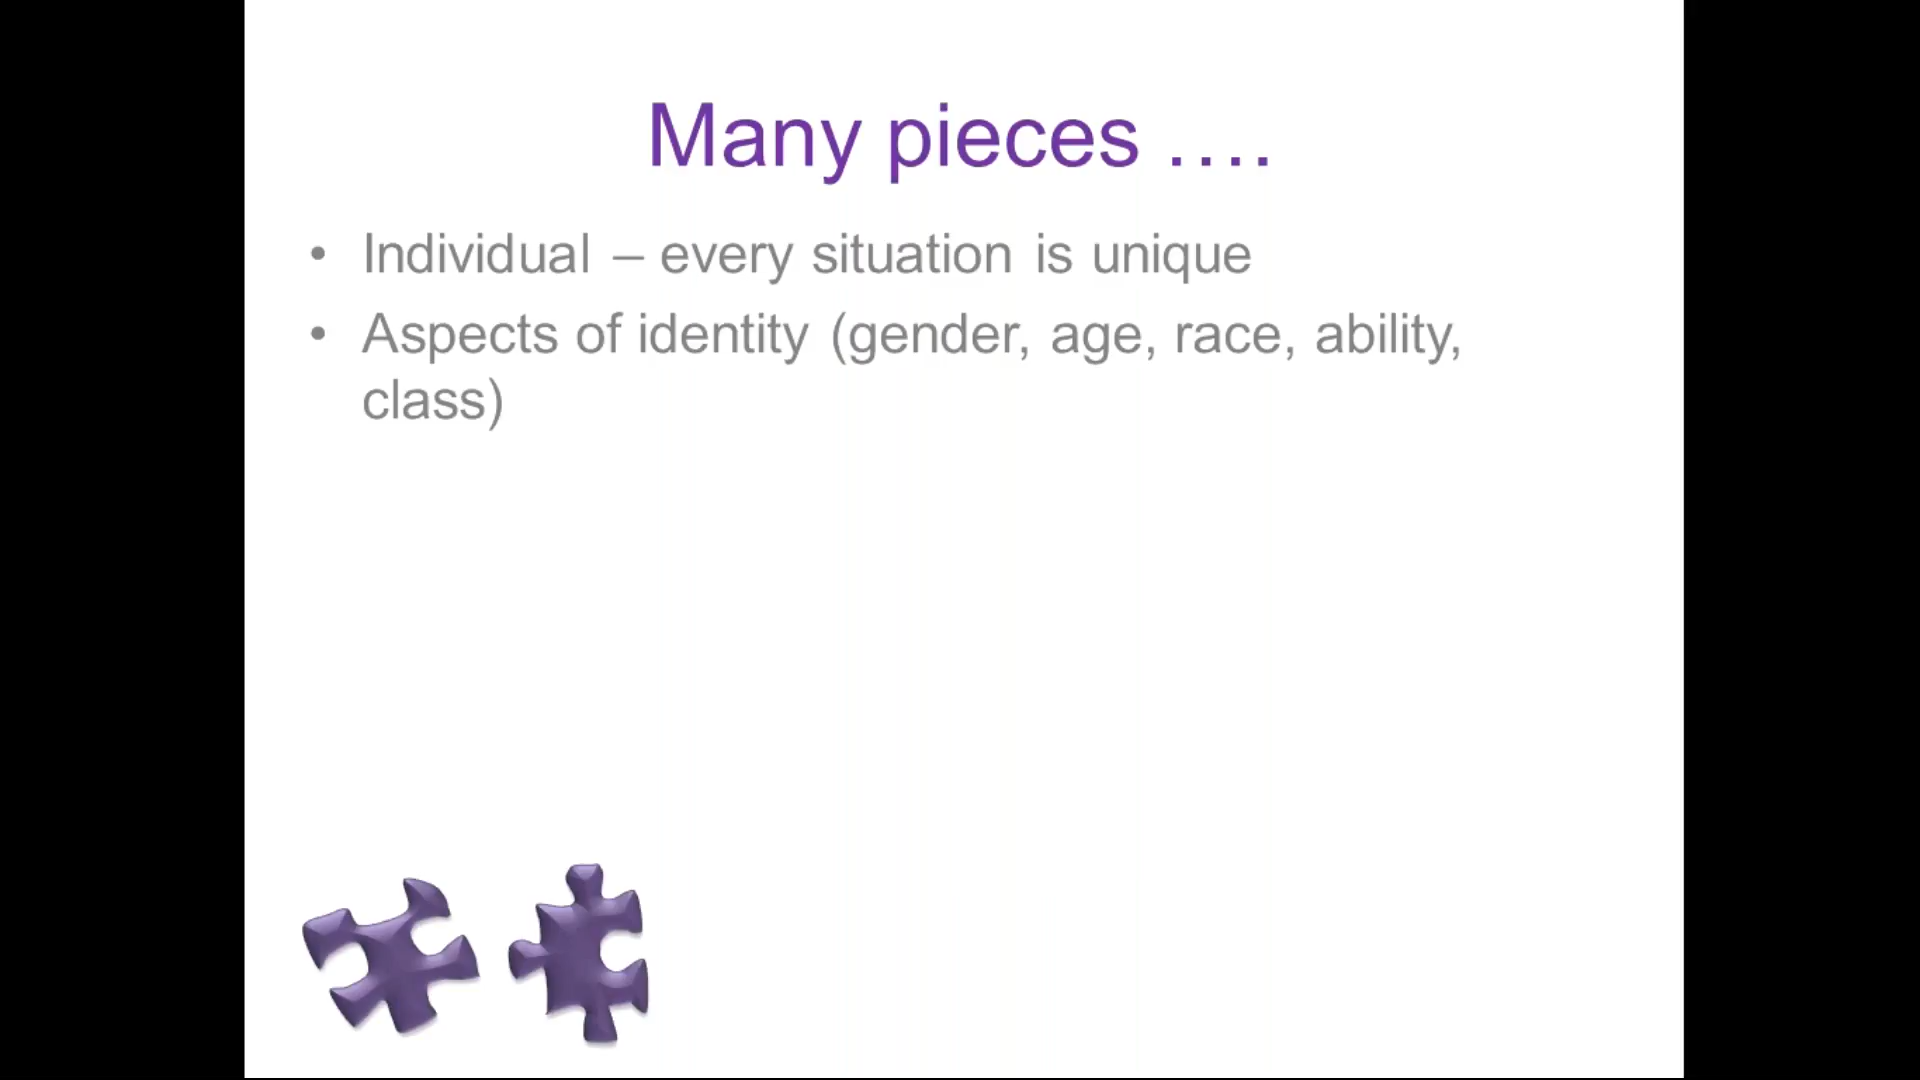 Many pieces ....
• Individual – every situation is unique
• Aspects of identity (gender, age, race, ability,
class)